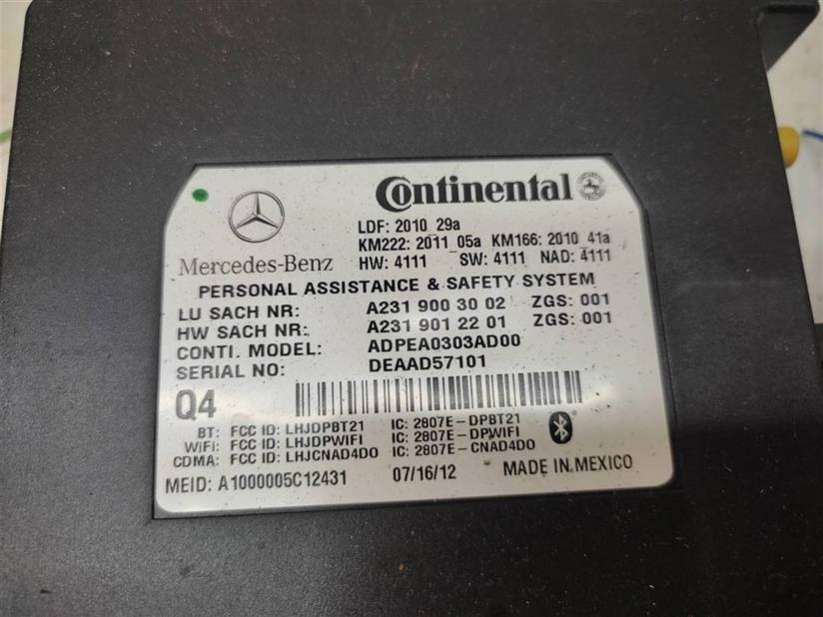 Continental
Mercedes-Benz
LDF: 2010_29a
KM222: 2011_05a KM166: 2010_41a
HW: 4111 SW: 4111 NAD: 4111
PERSONAL ASSISTANCE & SAFETY SYSTEM
LU SACH NR: A231 900 30 02 ZGS: 001
HW SACH NR: A231 901 22 01 ZGS: 001
CONTI. MODEL: ADPEA0303AD00
SERIAL NO: DEAAD57101
Q4
BT: FCC ID: LHJDPBT21 IC: 2807E-DPBT21
WiFi: FCC ID: LHJDPWIFI IC: 2807E-DPWIFI
CDMA: FCC ID: LHJCNAD4DO IC: 2807E-CNAD4DO
MEID: A1000005C12431 07/16/12 MADE IN MEXICO